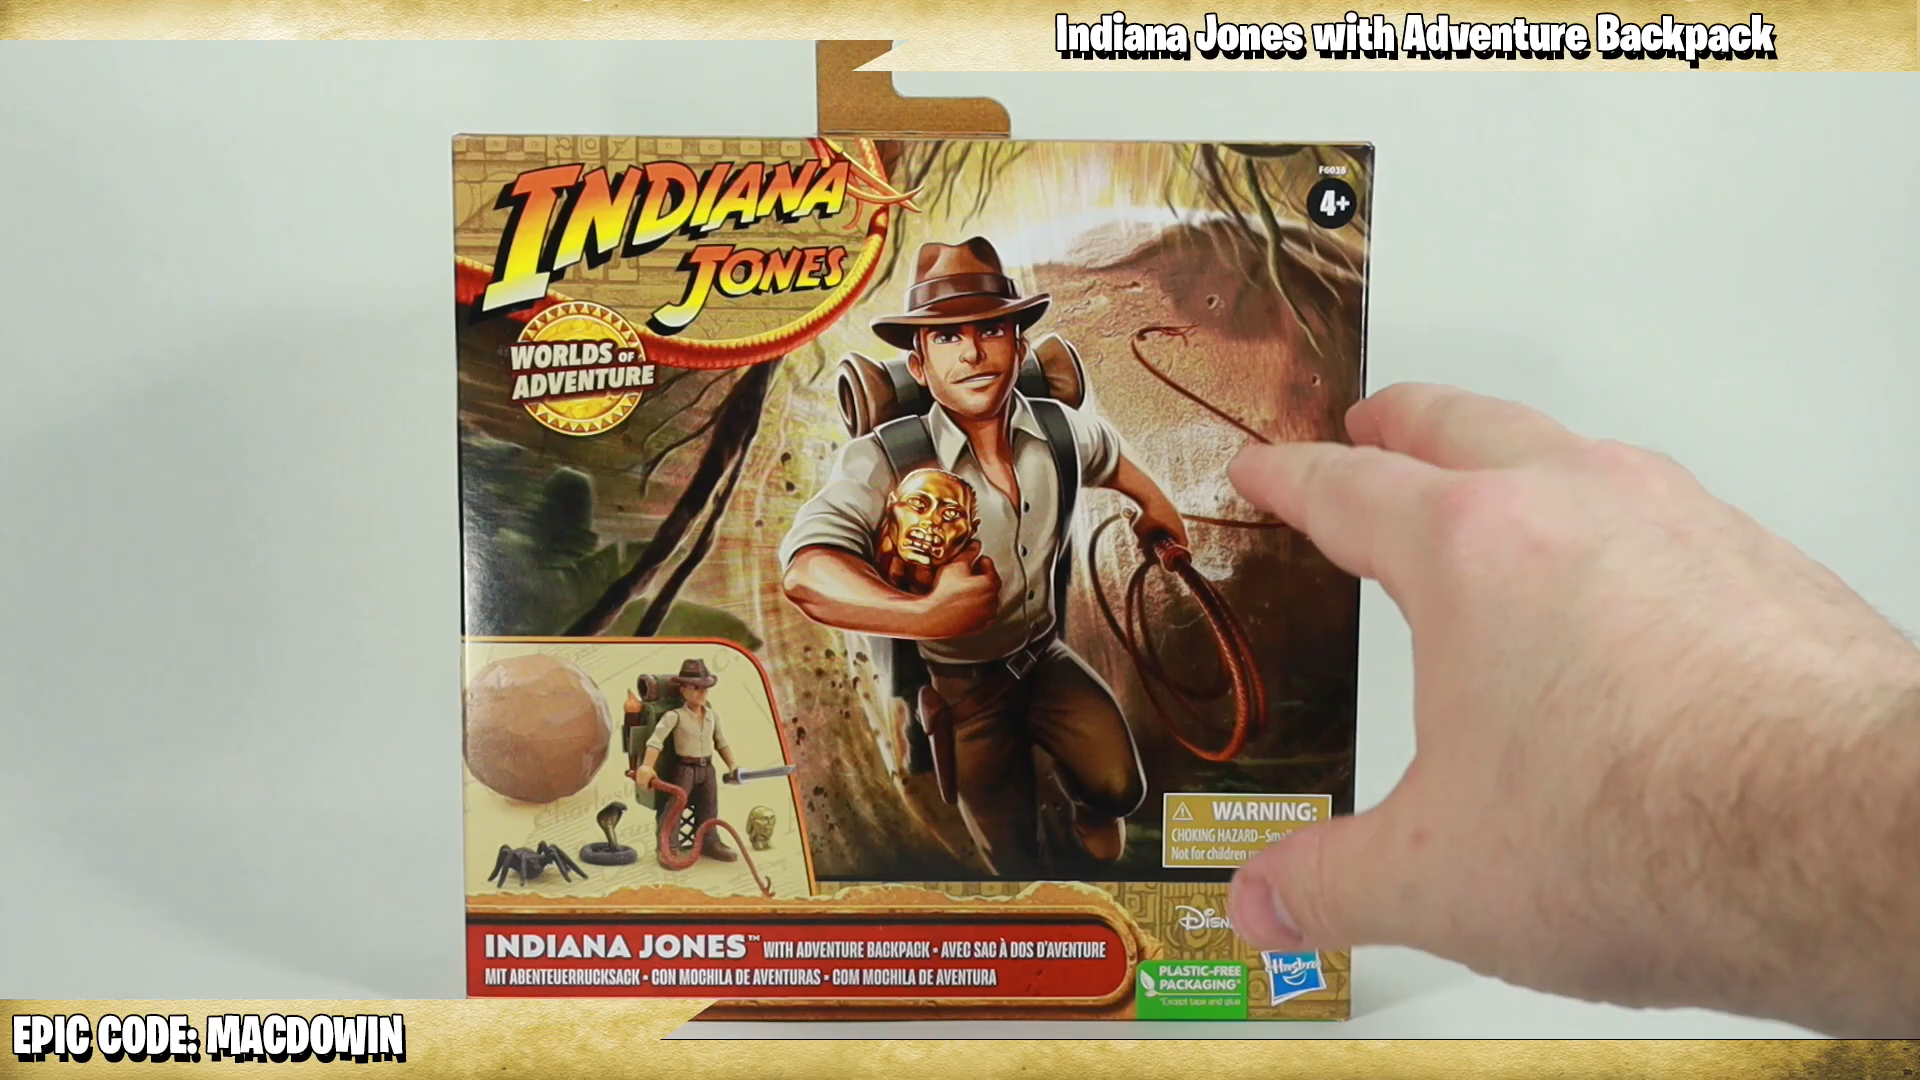 Indiana Jones with Adventure Backpack
F6038
4+
INDIANA
JONES
WORLDS OF
ADVENTURE
WARNING:
CHOKING HAZARD–Small
Not for children
INDIANA JONES™ WITH ADVENTURE BACKPACK • AVEC SAC À DOS D'AVENTURE
MIT ABENTEUERRUCKSACK • CON MOCHILA DE AVENTURAS • COM MOCHILA DE AVENTURA
PLASTIC-FREE
PACKAGING*
*Except tape and glue
Hasbro
EPIC CODE: MACDOWIN